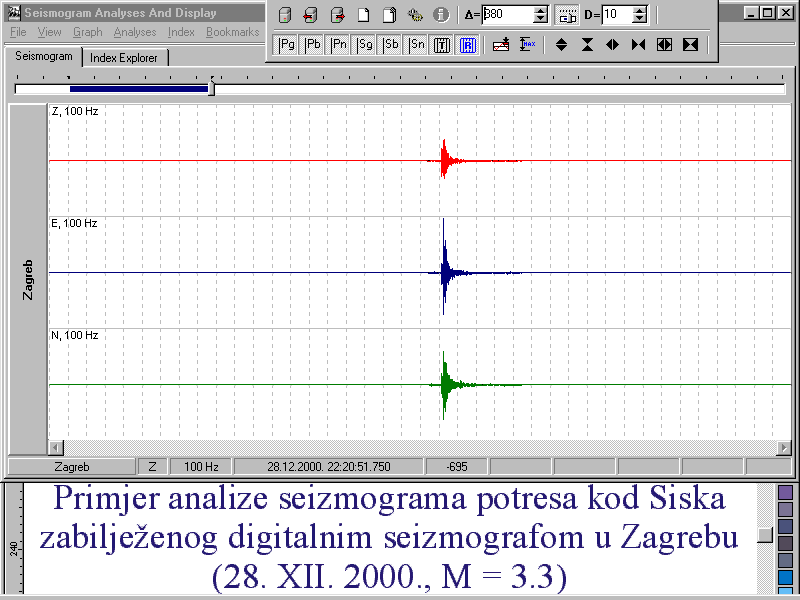 Seismogram Analyses And Display
File View Graph Analyses Index Bookmarks
Δ= 380 D= 10
Pg Pb Pn Sg Sb Sn T R MAX
Seismogram Index Explorer
Z, 100 Hz
E, 100 Hz
N, 100 Hz
Zagreb
Zagreb Z 100 Hz 28.12.2000. 22:20:51.750 -695
Primjer analize seizmograma potresa kod Siska
zabilježenog digitalnim seizmografom u Zagrebu
(28. XII. 2000., M = 3.3)
240